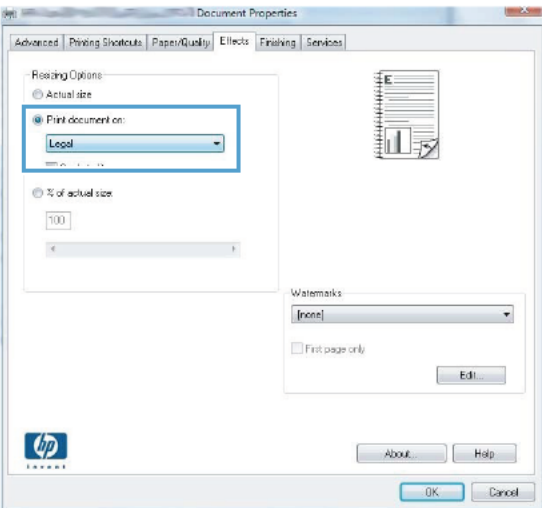 Document Properties
Advanced Printing Shortcuts Paper/Quality Effects Finishing Services
Resizing Options
Actual size
Print document on:
Legal
% of actual size:
100
Watermarks
[none]
First page only
Edit...
hp
invent
About... Help
OK Cancel